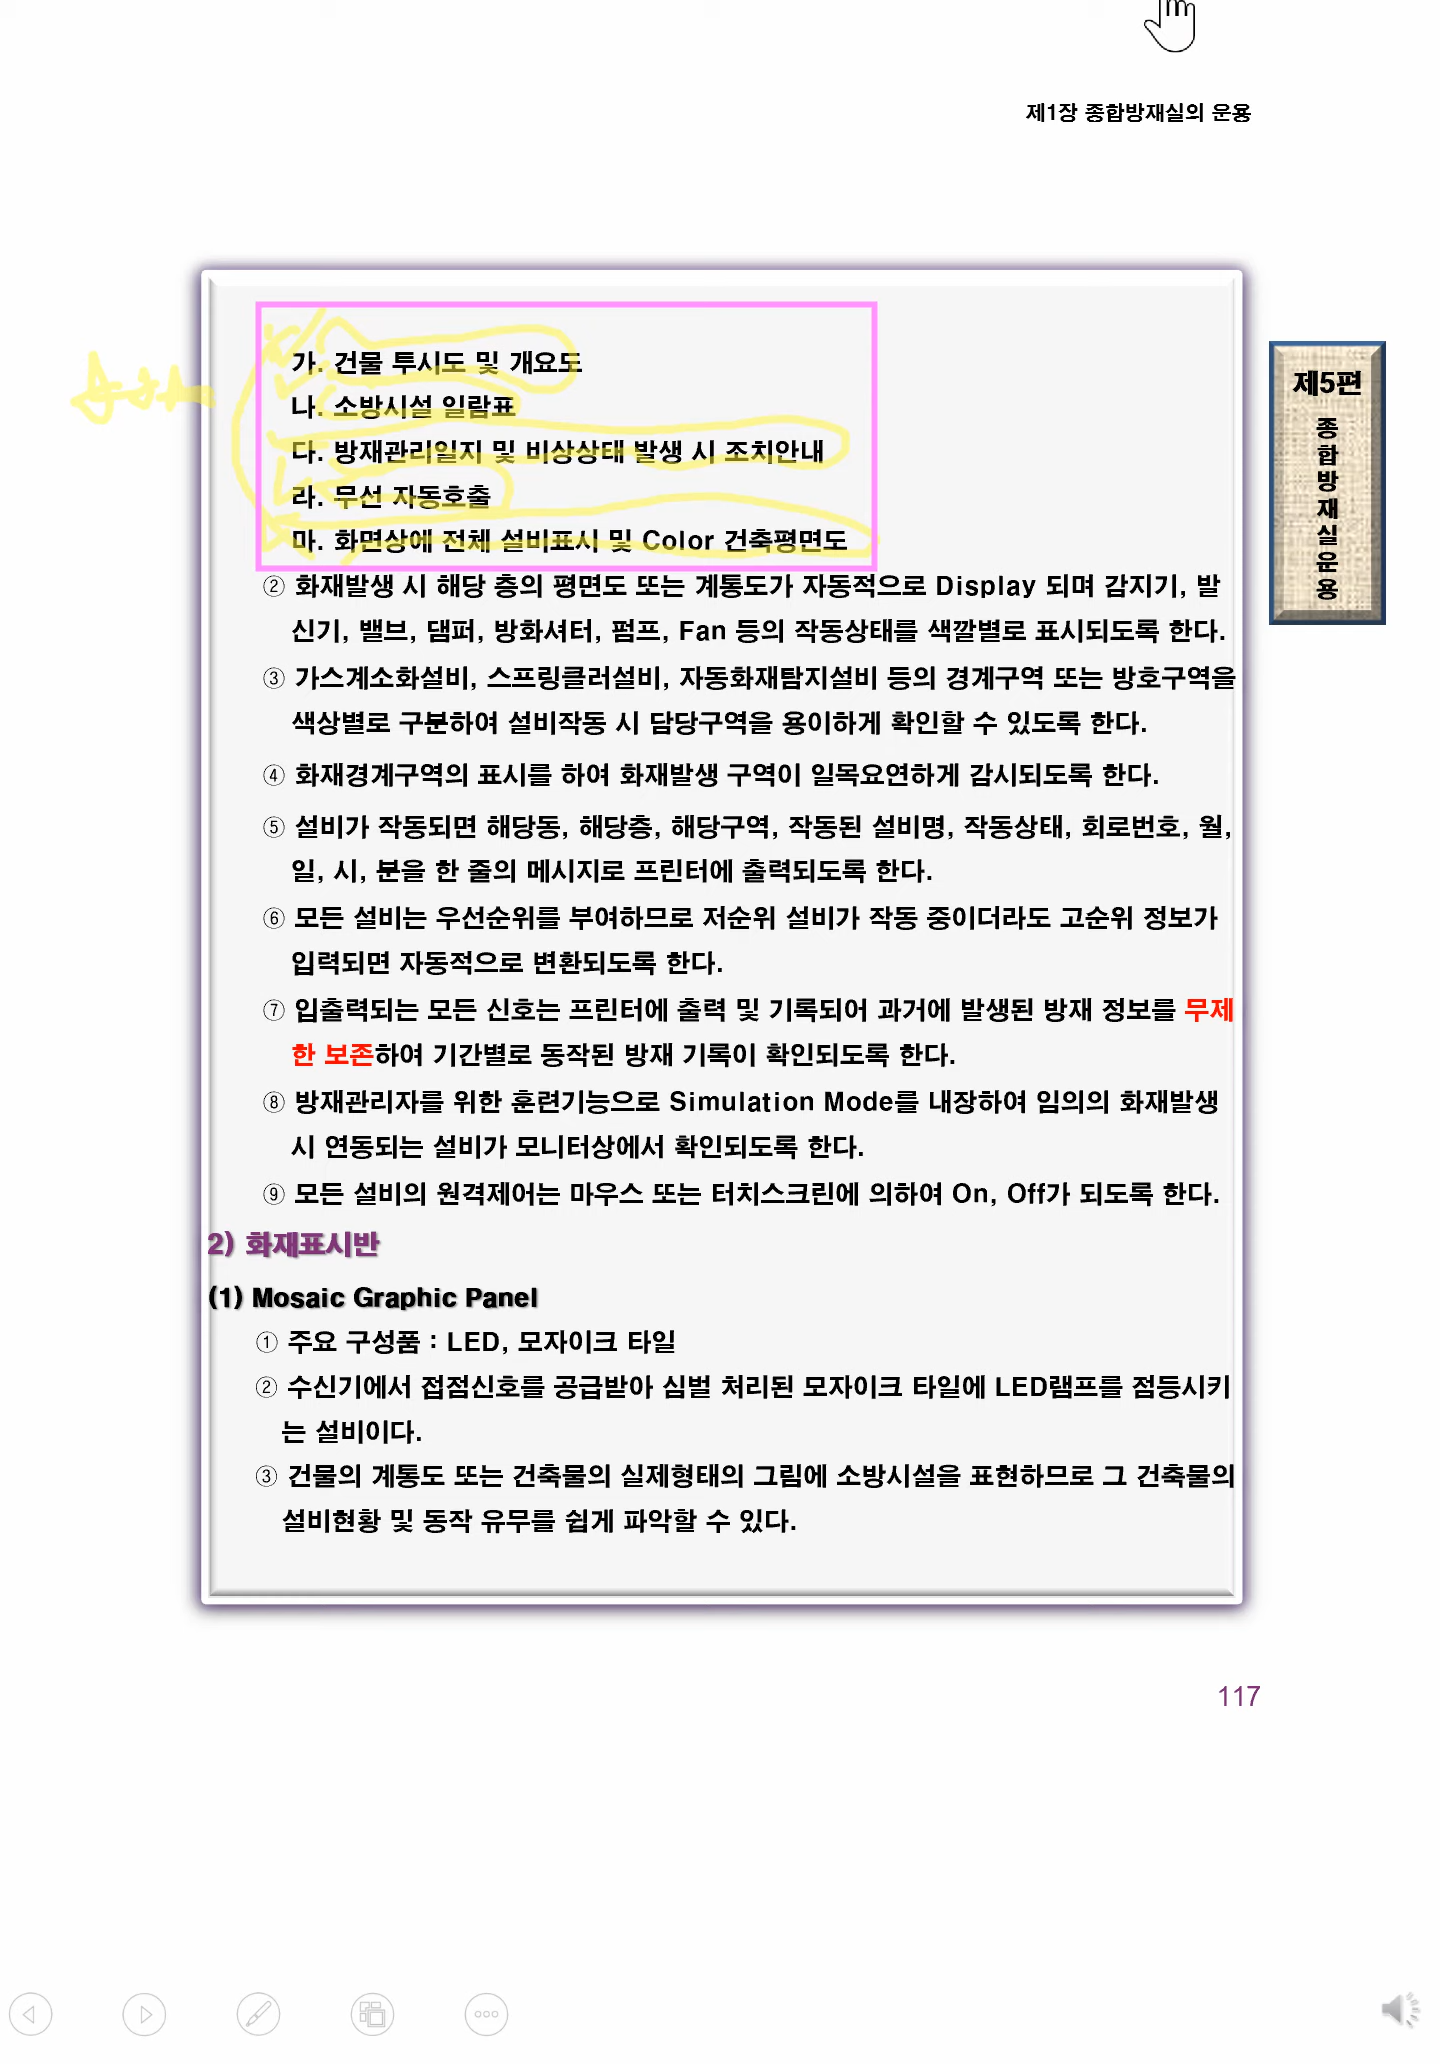 제1장 종합방재실의 운용
가. 건물 투시도 및 개요도
나. 소방시설 일람표
다. 방재관리일지 및 비상상태 발생 시 조치안내
라. 무선 자동호출
마. 화면상에 전체 설비표시 및 Color 건축평면도
② 화재발생 시 해당 층의 평면도 또는 계통도가 자동적으로 Display 되며 감지기, 발
신기, 밸브, 댐퍼, 방화셔터, 펌프, Fan 등의 작동상태를 색깔별로 표시되도록 한다.
③ 가스계소화설비, 스프링클러설비, 자동화재탐지설비 등의 경계구역 또는 방호구역을
색상별로 구분하여 설비작동 시 담당구역을 용이하게 확인할 수 있도록 한다.
④ 화재경계구역의 표시를 하여 화재발생 구역이 일목요연하게 감시되도록 한다.
⑤ 설비가 작동되면 해당동, 해당층, 해당구역, 작동된 설비명, 작동상태, 회로번호, 월,
일, 시, 분을 한 줄의 메시지로 프린터에 출력되도록 한다.
⑥ 모든 설비는 우선순위를 부여하므로 저순위 설비가 작동 중이더라도 고순위 정보가
입력되면 자동적으로 변환되도록 한다.
⑦ 입출력되는 모든 신호는 프린터에 출력 및 기록되어 과거에 발생된 방재 정보를 무제
한 보존하여 기간별로 동작된 방재 기록이 확인되도록 한다.
⑧ 방재관리자를 위한 훈련기능으로 Simulation Mode를 내장하여 임의의 화재발생
시 연동되는 설비가 모니터상에서 확인되도록 한다.
⑨ 모든 설비의 원격제어는 마우스 또는 터치스크린에 의하여 On, Off가 되도록 한다.
2) 화재표시반
(1) Mosaic Graphic Panel
① 주요 구성품 : LED, 모자이크 타일
② 수신기에서 접점신호를 공급받아 심벌 처리된 모자이크 타일에 LED램프를 점등시키
는 설비이다.
③ 건물의 계통도 또는 건축물의 실제형태의 그림에 소방시설을 표현하므로 그 건축물의
설비현황 및 동작 유무를 쉽게 파악할 수 있다.
제5편
종합방재실운용
117